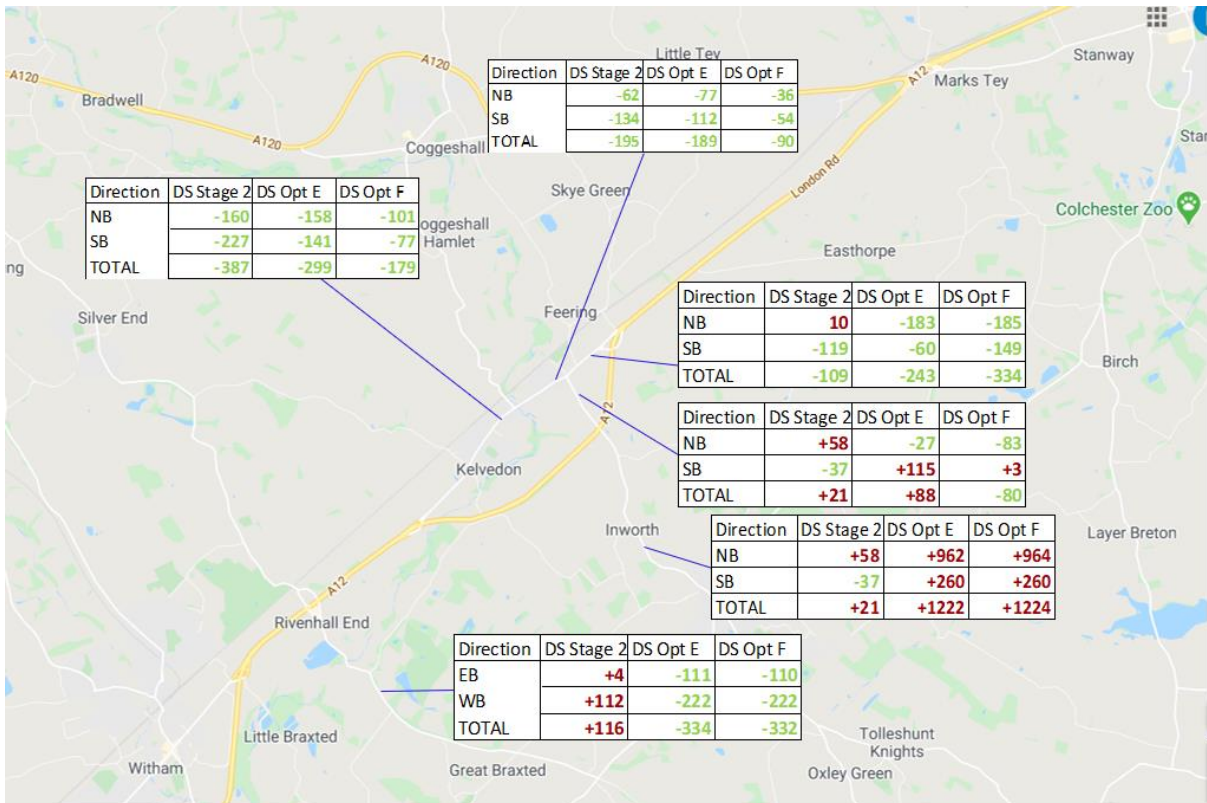 Little Tey
Stanway
A120
A120
Direction DS Stage 2 DS Opt E DS Opt F
NB -62 -77 -36
SB -134 -112 -54
TOTAL -195 -189 -90
A12
Marks Tey
Bradwell
A120
Coggeshall
Star
London Rd
Direction DS Stage 2 DS Opt E DS Opt F
NB -160 -158 -101
SB -227 -141 -77
TOTAL -387 -299 -179
Skye Green
Colchester Zoo
oggeshall
Hamlet
Easthorpe
ng
Silver End
Feering
Direction DS Stage 2 DS Opt E DS Opt F
NB 10 -183 -185
SB -119 -60 -149
TOTAL -109 -243 -334
Birch
A12
Direction DS Stage 2 DS Opt E DS Opt F
NB +58 -27 -83
SB -37 +115 +3
TOTAL +21 +88 -80
Kelvedon
Inworth
Layer Breton
Direction DS Stage 2 DS Opt E DS Opt F
NB +58 +962 +964
SB -37 +260 +260
TOTAL +21 +1222 +1224
A12
Rivenhall End
Direction DS Stage 2 DS Opt E DS Opt F
EB +4 -111 -110
WB +112 -222 -222
TOTAL +116 -334 -332
Little Braxted
Tolleshunt
Knights
Witham
Great Braxted
Oxley Green